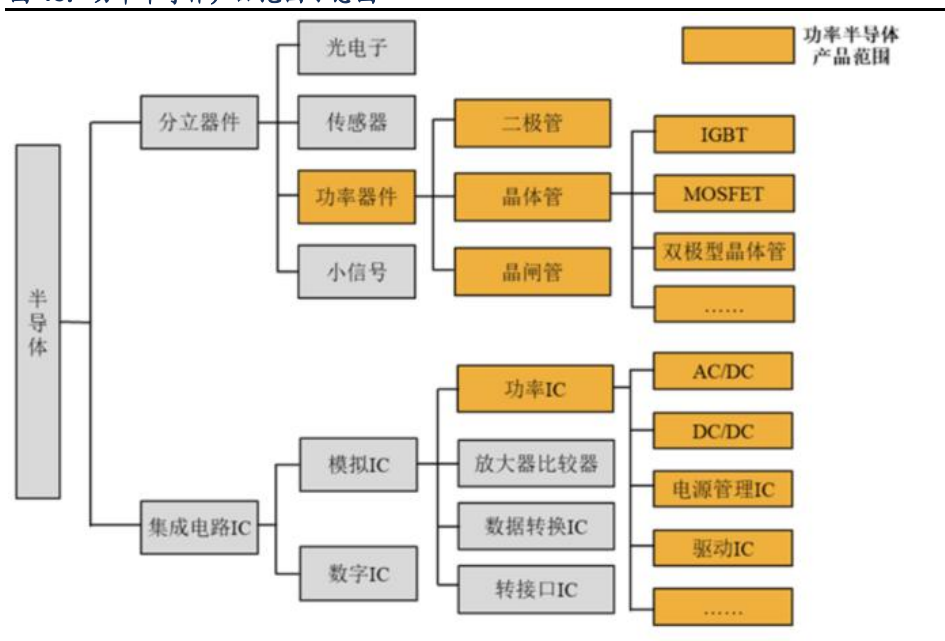 功率半导体
产品范围
光电子
分立器件
传感器
二极管
IGBT
功率器件
晶体管
MOSFET
双极型晶体管
小信号
晶闸管
……
半
导
体
功率IC
AC/DC
DC/DC
模拟IC
放大器比较器
电源管理IC
集成电路IC
数据转换IC
驱动IC
数字IC
转接口IC
……